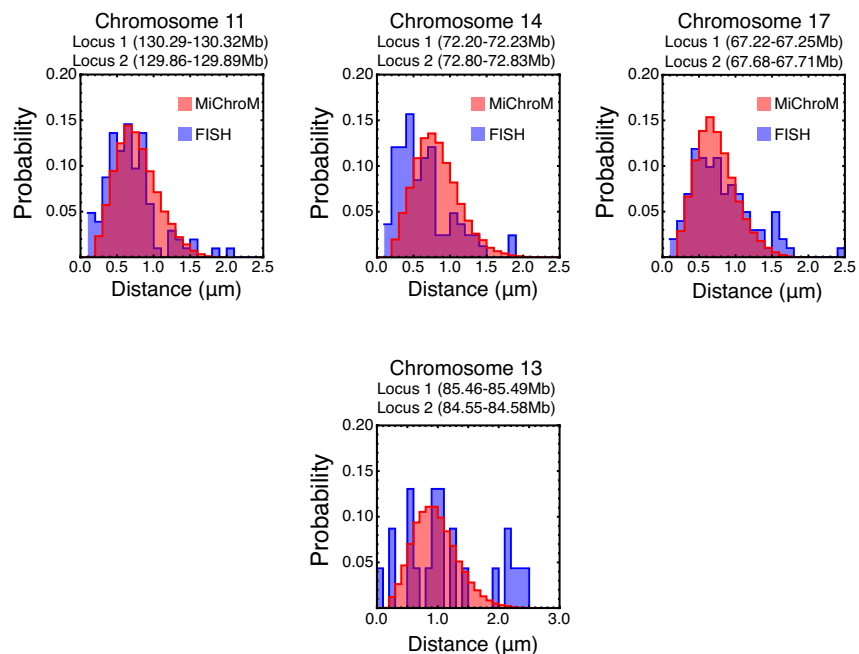 Chromosome 11
Locus 1 (130.29-130.32Mb)
Locus 2 (129.86-129.89Mb)
0.20
0.15
0.10
0.05
Probability
MiChroM
FISH
0.0 0.5 1.0 1.5 2.0 2.5
Distance (μm)
Chromosome 14
Locus 1 (72.20-72.23Mb)
Locus 2 (72.80-72.83Mb)
0.20
0.15
0.10
0.05
Probability
MiChroM
FISH
0.0 0.5 1.0 1.5 2.0 2.5
Distance (μm)
Chromosome 17
Locus 1 (67.22-67.25Mb)
Locus 2 (67.68-67.71Mb)
0.20
0.15
0.10
0.05
Probability
MiChroM
FISH
0.0 0.5 1.0 1.5 2.0 2.5
Distance (μm)
Chromosome 13
Locus 1 (85.46-85.49Mb)
Locus 2 (84.55-84.58Mb)
0.20
0.15
0.10
0.05
Probability
MiChroM
FISH
0.0 1.0 2.0 3.0
Distance (μm)